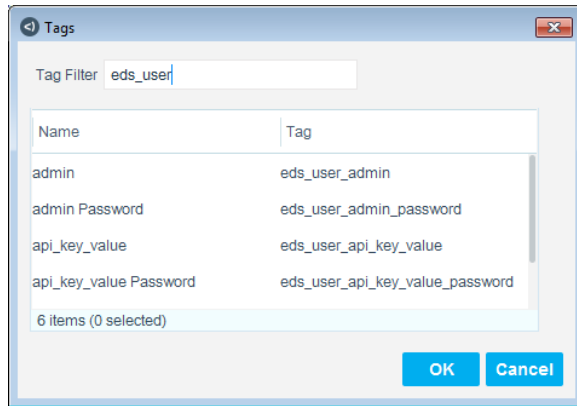 Tags
Tag Filter eds_user
Name Tag
admin eds_user_admin
admin Password eds_user_admin_password
api_key_value eds_user_api_key_value
api_key_value Password eds_user_api_key_value_password
6 items (0 selected)
OK Cancel